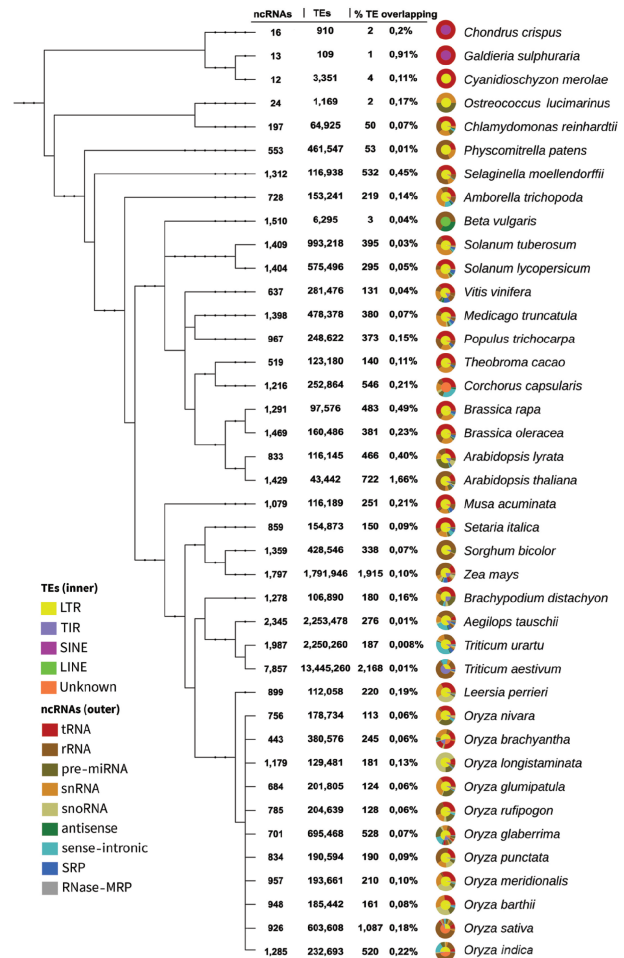 ncRNAs TEs % TE overlapping
16 910 2 0,2% Chondrus crispus
13 109 1 0,91% Galdieria sulphuraria
12 3,351 4 0,11% Cyanidioschyzon merolae
24 1,169 2 0,17% Ostreococcus lucimarinus
197 64,925 50 0,07% Chlamydomonas reinhardtii
553 461,547 53 0,01% Physcomitrella patens
1,312 116,938 532 0,45% Selaginella moellendorffii
728 153,241 219 0,14% Amborella trichopoda
1,510 6,295 3 0,04% Beta vulgaris
1,409 993,218 395 0,03% Solanum tuberosum
1,404 575,496 295 0,05% Solanum lycopersicum
637 281,476 131 0,04% Vitis vinifera
1,398 478,378 380 0,07% Medicago truncatula
967 248,622 373 0,15% Populus trichocarpa
519 123,180 140 0,11% Theobroma cacao
1,216 252,864 546 0,21% Corchorus capsularis
1,291 97,576 483 0,49% Brassica rapa
1,469 160,486 381 0,23% Brassica oleracea
833 116,145 466 0,40% Arabidopsis lyrata
1,429 43,442 722 1,66% Arabidopsis thaliana
1,079 116,189 251 0,21% Musa acuminata
859 154,873 150 0,09% Setaria italica
1,359 428,546 338 0,07% Sorghum bicolor
1,797 1,791,946 1,915 0,10% Zea mays
1,278 106,890 180 0,16% Brachypodium distachyon
2,345 2,253,478 276 0,01% Aegilops tauschii
1,987 2,250,260 187 0,008% Triticum urartu
7,857 13,445,260 2,168 0,01% Triticum aestivum
899 112,058 220 0,19% Leersia perrieri
756 178,734 113 0,06% Oryza nivara
443 380,576 245 0,06% Oryza brachyantha
1,179 129,481 181 0,13% Oryza longistaminata
684 201,805 124 0,06% Oryza glumipatula
785 204,639 128 0,06% Oryza rufipogon
701 695,468 528 0,07% Oryza glaberrima
834 190,594 190 0,09% Oryza punctata
957 193,661 210 0,10% Oryza meridionalis
948 185,442 161 0,08% Oryza barthii
926 603,608 1,087 0,18% Oryza sativa
1,285 232,693 520 0,22% Oryza indica
TEs (inner)
LTR
TIR
SINE
LINE
Unknown
ncRNAs (outer)
tRNA
rRNA
pre-miRNA
snRNA
snoRNA
antisense
sense-intronic
SRP
RNase-MRP